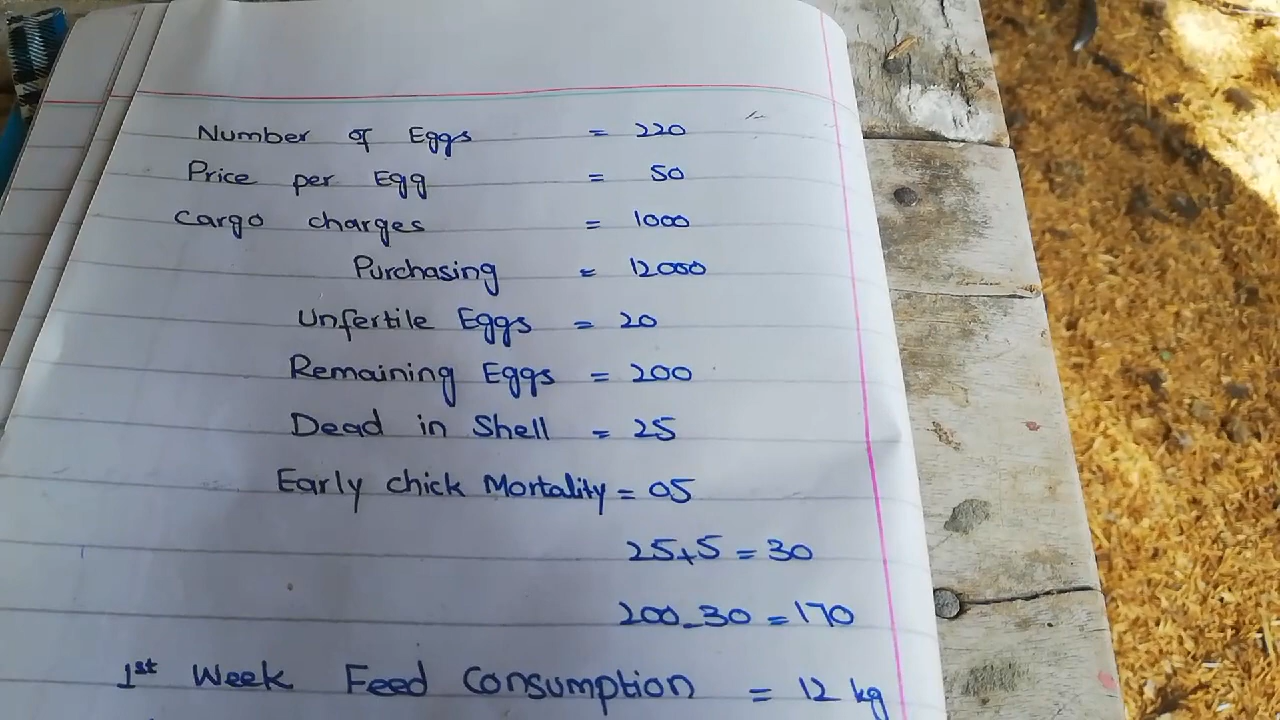 Number of Eggs = 220
Price per Egg = 50
Cargo charges = 1000
Purchasing = 12000
Unfertile Eggs = 20
Remaining Eggs = 200
Dead in Shell = 25
Early chick Mortality = 05
25+5 = 30
200-30 = 170
1st Week Feed Consumption = 12 kg